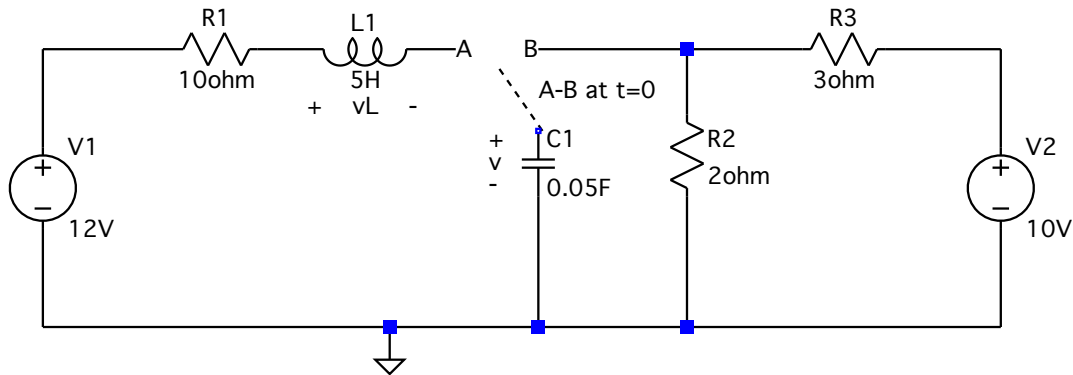 R1
L1
A
B
R3
10ohm
5H
3ohm
A-B at t=0
+ vL -
V1
+
C1
R2
V2
+
v
+
-
0.05F
2ohm
−
−
12V
10V